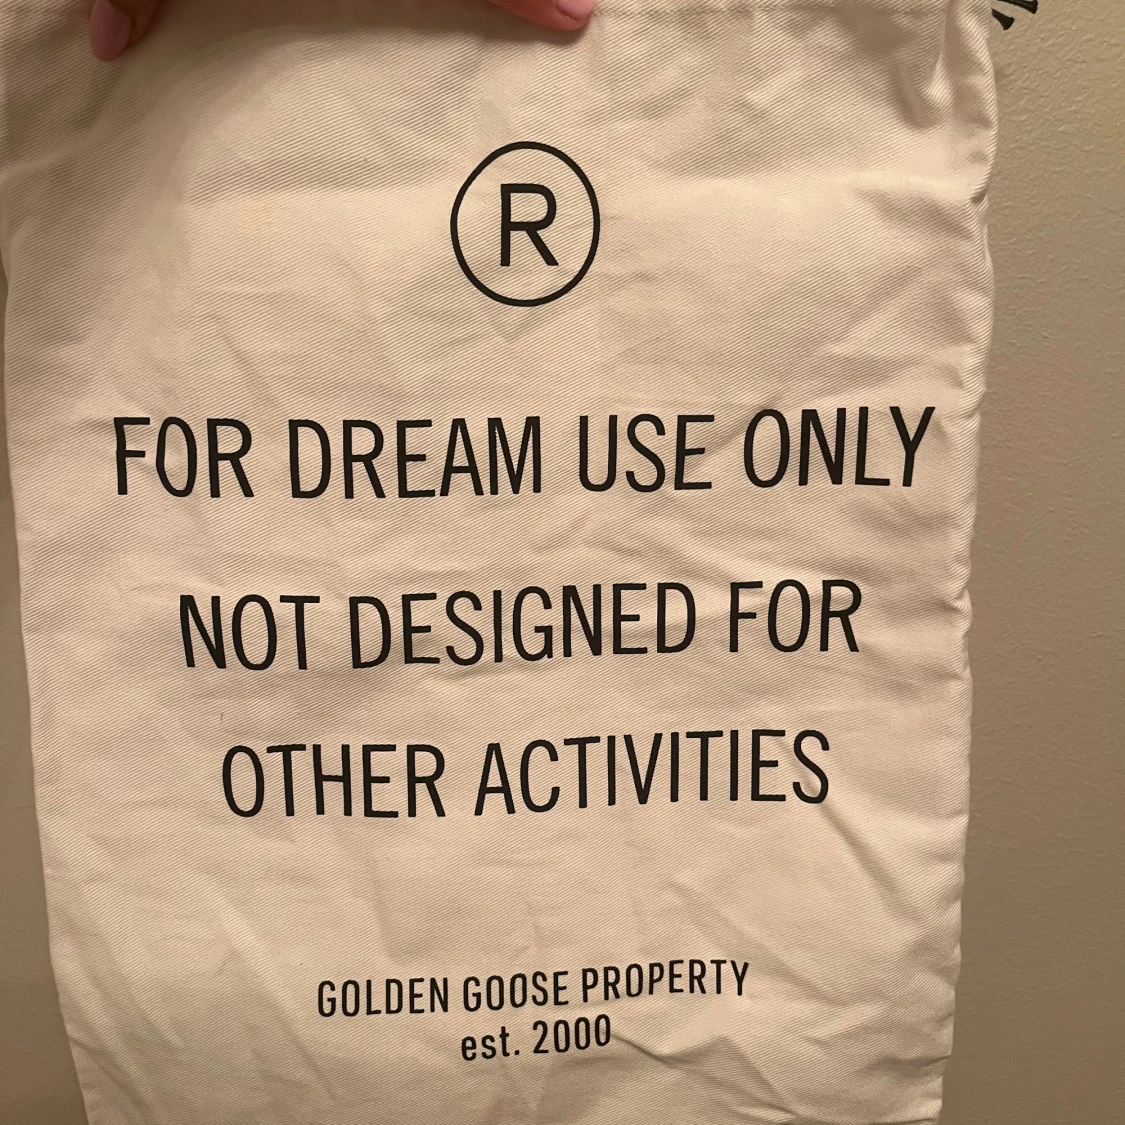 ®
FOR DREAM USE ONLY
NOT DESIGNED FOR
OTHER ACTIVITIES
GOLDEN GOOSE PROPERTY
est. 2000